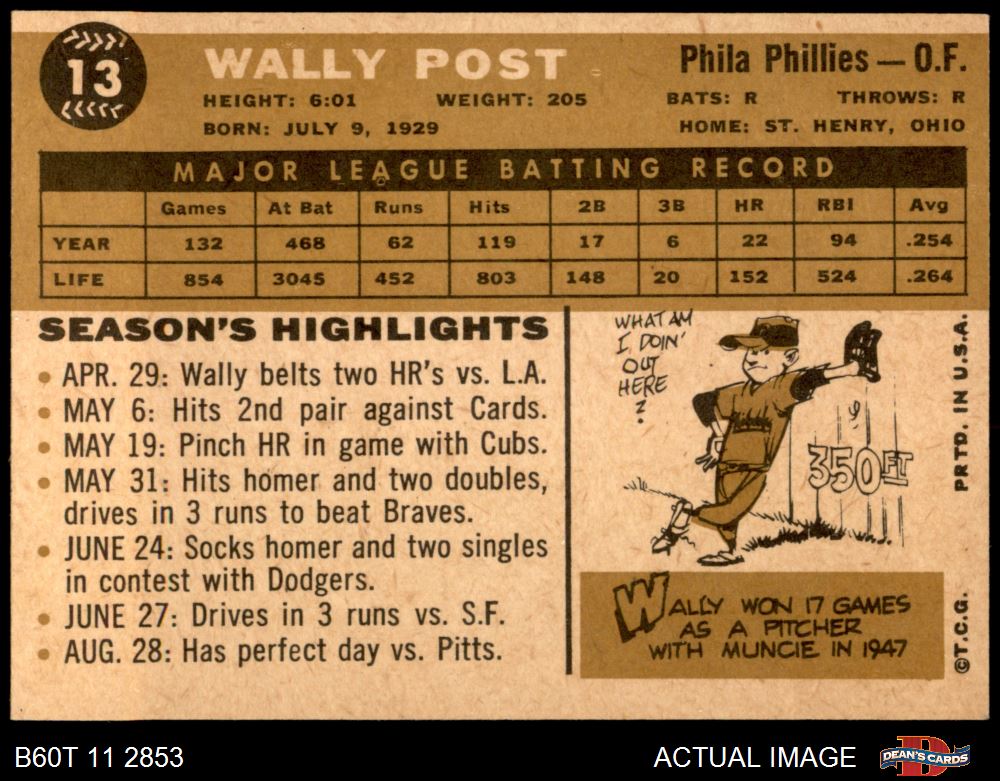 13
WALLY POST
Phila Phillies — O.F.
HEIGHT: 6:01 WEIGHT: 205 BATS: R THROWS: R
BORN: JULY 9, 1929 HOME: ST. HENRY, OHIO
MAJOR LEAGUE BATTING RECORD
Games At Bat Runs Hits 2B 3B HR RBI Avg
YEAR 132 468 62 119 17 6 22 94 .254
LIFE 854 3045 452 803 148 20 152 524 .264
SEASON'S HIGHLIGHTS
• APR. 29: Wally belts two HR's vs. L.A.
• MAY 6: Hits 2nd pair against Cards.
• MAY 19: Pinch HR in game with Cubs.
• MAY 31: Hits homer and two doubles,
drives in 3 runs to beat Braves.
• JUNE 24: Socks homer and two singles
in contest with Dodgers.
• JUNE 27: Drives in 3 runs vs. S.F.
• AUG. 28: Has perfect day vs. Pitts.
WHAT AM
I DOIN'
OUT
HERE
?
350 FT
WALLY WON 17 GAMES
AS A PITCHER
WITH MUNCIE IN 1947
©T.C.G. PRTD. IN U.S.A.
B60T 11 2853 ACTUAL IMAGE
D
DEAN'S CARDS